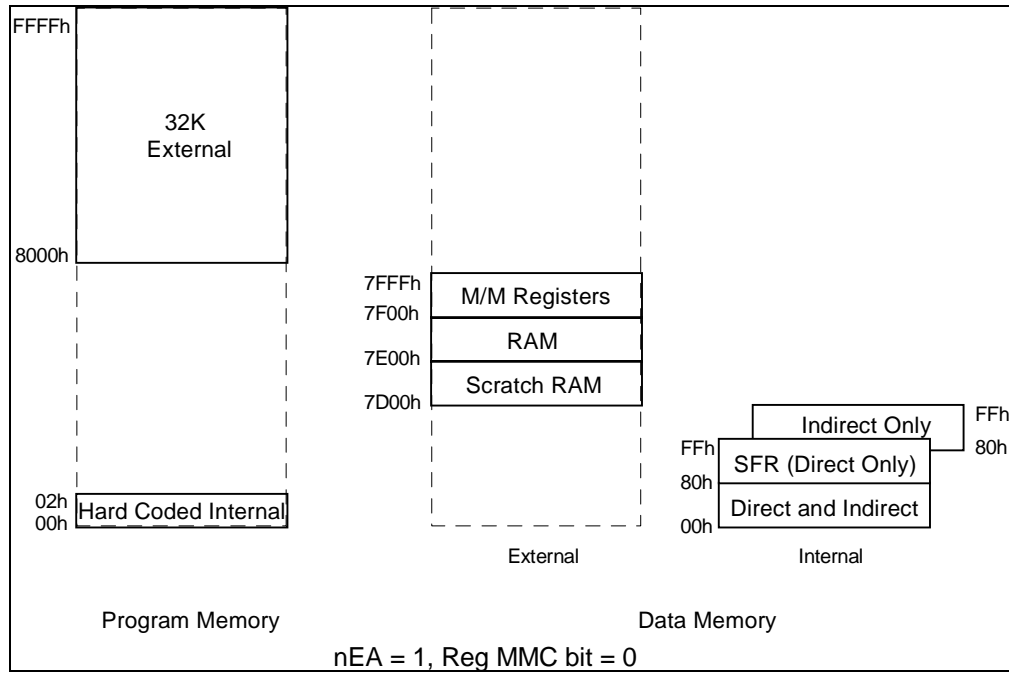 FFFFh
32K
External
8000h
02h
00h
Hard Coded Internal
7FFFh
M/M Registers
7F00h
RAM
7E00h
Scratch RAM
7D00h
Indirect Only
FFh
80h
FFh
SFR (Direct Only)
80h
Direct and Indirect
00h
External
Internal
Program Memory
Data Memory
nEA = 1, Reg MMC bit = 0